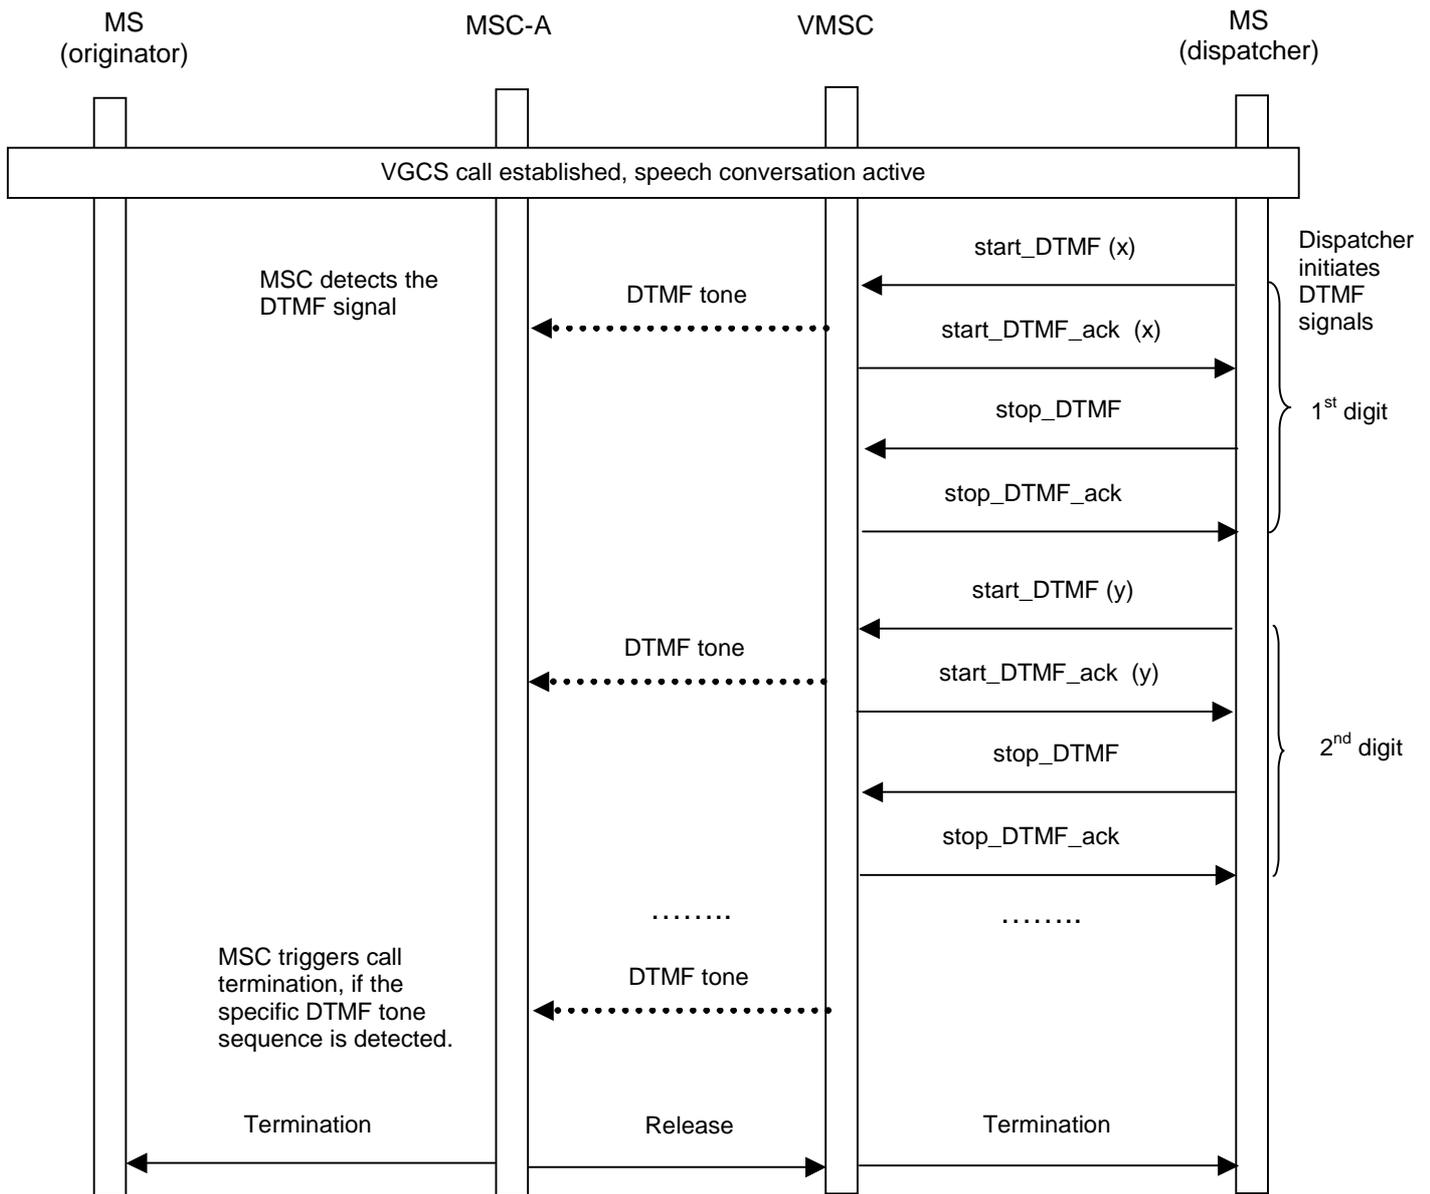 MS
(originator)
MSC-A
VMSC
MS
(dispatcher)
VGCS call established, speech conversation active
start_DTMF (x)
Dispatcher
initiates
DTMF
signals
MSC detects the
DTMF signal
DTMF tone
start_DTMF_ack (x)
stop_DTMF
1st digit
stop_DTMF_ack
start_DTMF (y)
DTMF tone
start_DTMF_ack (y)
stop_DTMF
2nd digit
stop_DTMF_ack
........
........
MSC triggers call
termination, if the
specific DTMF tone
sequence is detected.
DTMF tone
Termination
Release
Termination